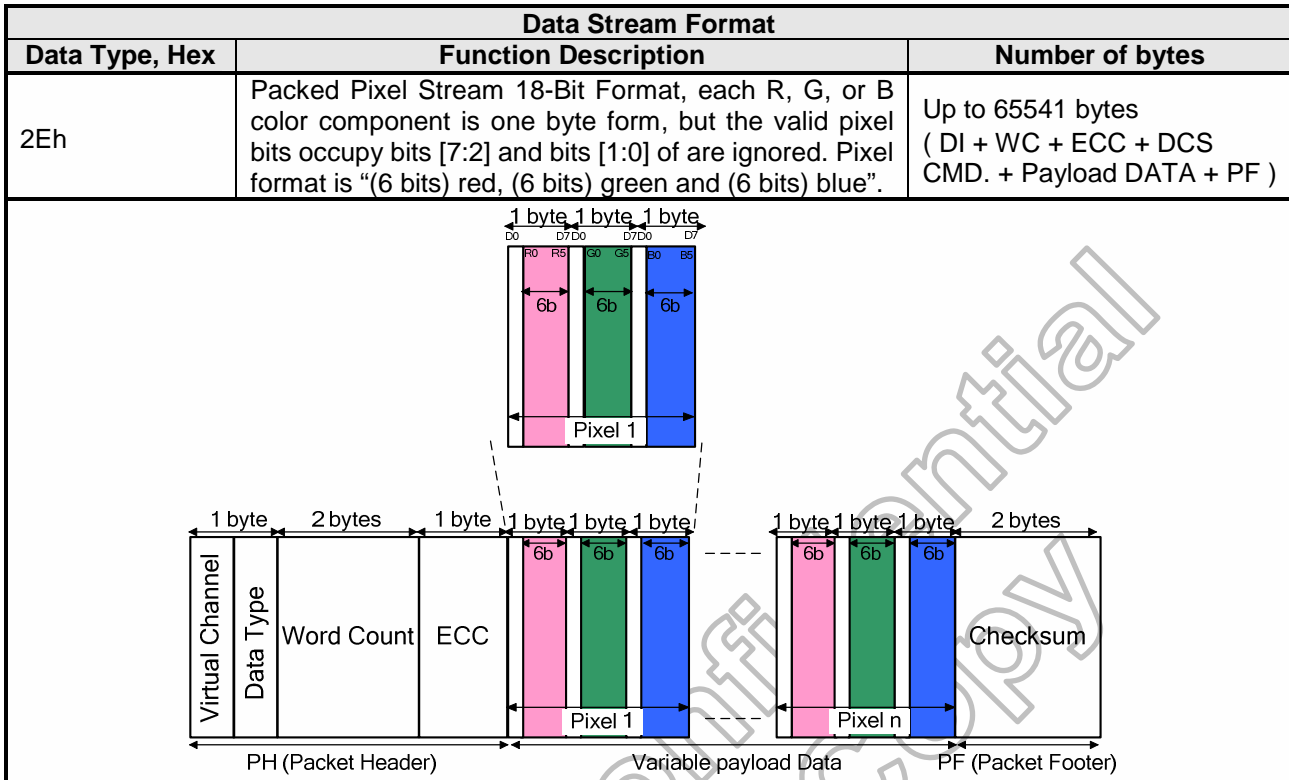 Data Stream Format
Data Type, Hex Function Description Number of bytes
2Eh
Packed Pixel Stream 18-Bit Format, each R, G, or B
color component is one byte form, but the valid pixel
bits occupy bits [7:2] and bits [1:0] of are ignored. Pixel
format is “(6 bits) red, (6 bits) green and (6 bits) blue”.
Up to 65541 bytes
( DI + WC + ECC + DCS
CMD. + Payload DATA + PF )
1 byte 1 byte 1 byte
D0 D7 D0 D7 D0 D7
R0 R5 G0 G5 B0 B5
6b 6b 6b
Pixel 1
1 byte 2 bytes 1 byte 1 byte 1 byte 1 byte 1 byte 1 byte 1 byte 2 bytes
6b 6b 6b 6b 6b 6b
Virtual Channel
Data Type
Word Count
ECC
Checksum
Pixel 1 Pixel n
PH (Packet Header) Variable payload Data PF (Packet Footer)
Confidential
Copy